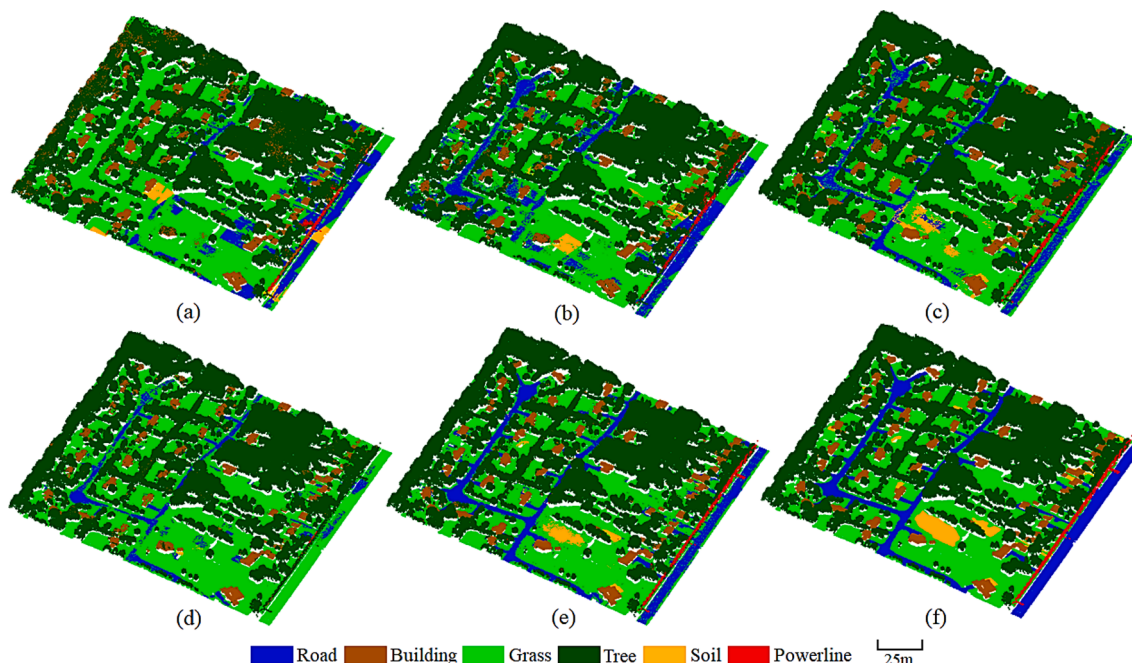 (a)
(b)
(c)
(d)
(e)
(f)
Road Building Grass Tree Soil Powerline 25m